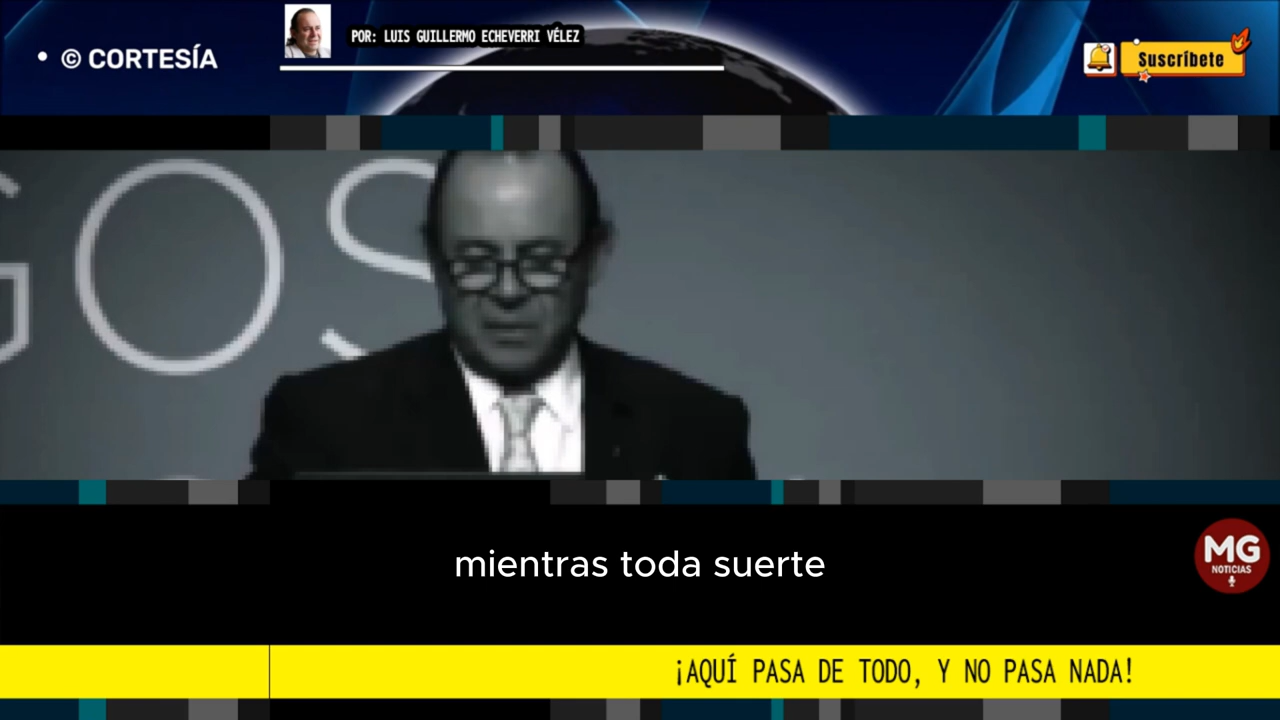 • © CORTESÍA
POR: LUIS GUILLERMO ECHEVERRI VÉLEZ
Suscríbete
GOS
mientras toda suerte
MG
NOTICIAS
¡AQUÍ PASA DE TODO, Y NO PASA NADA!